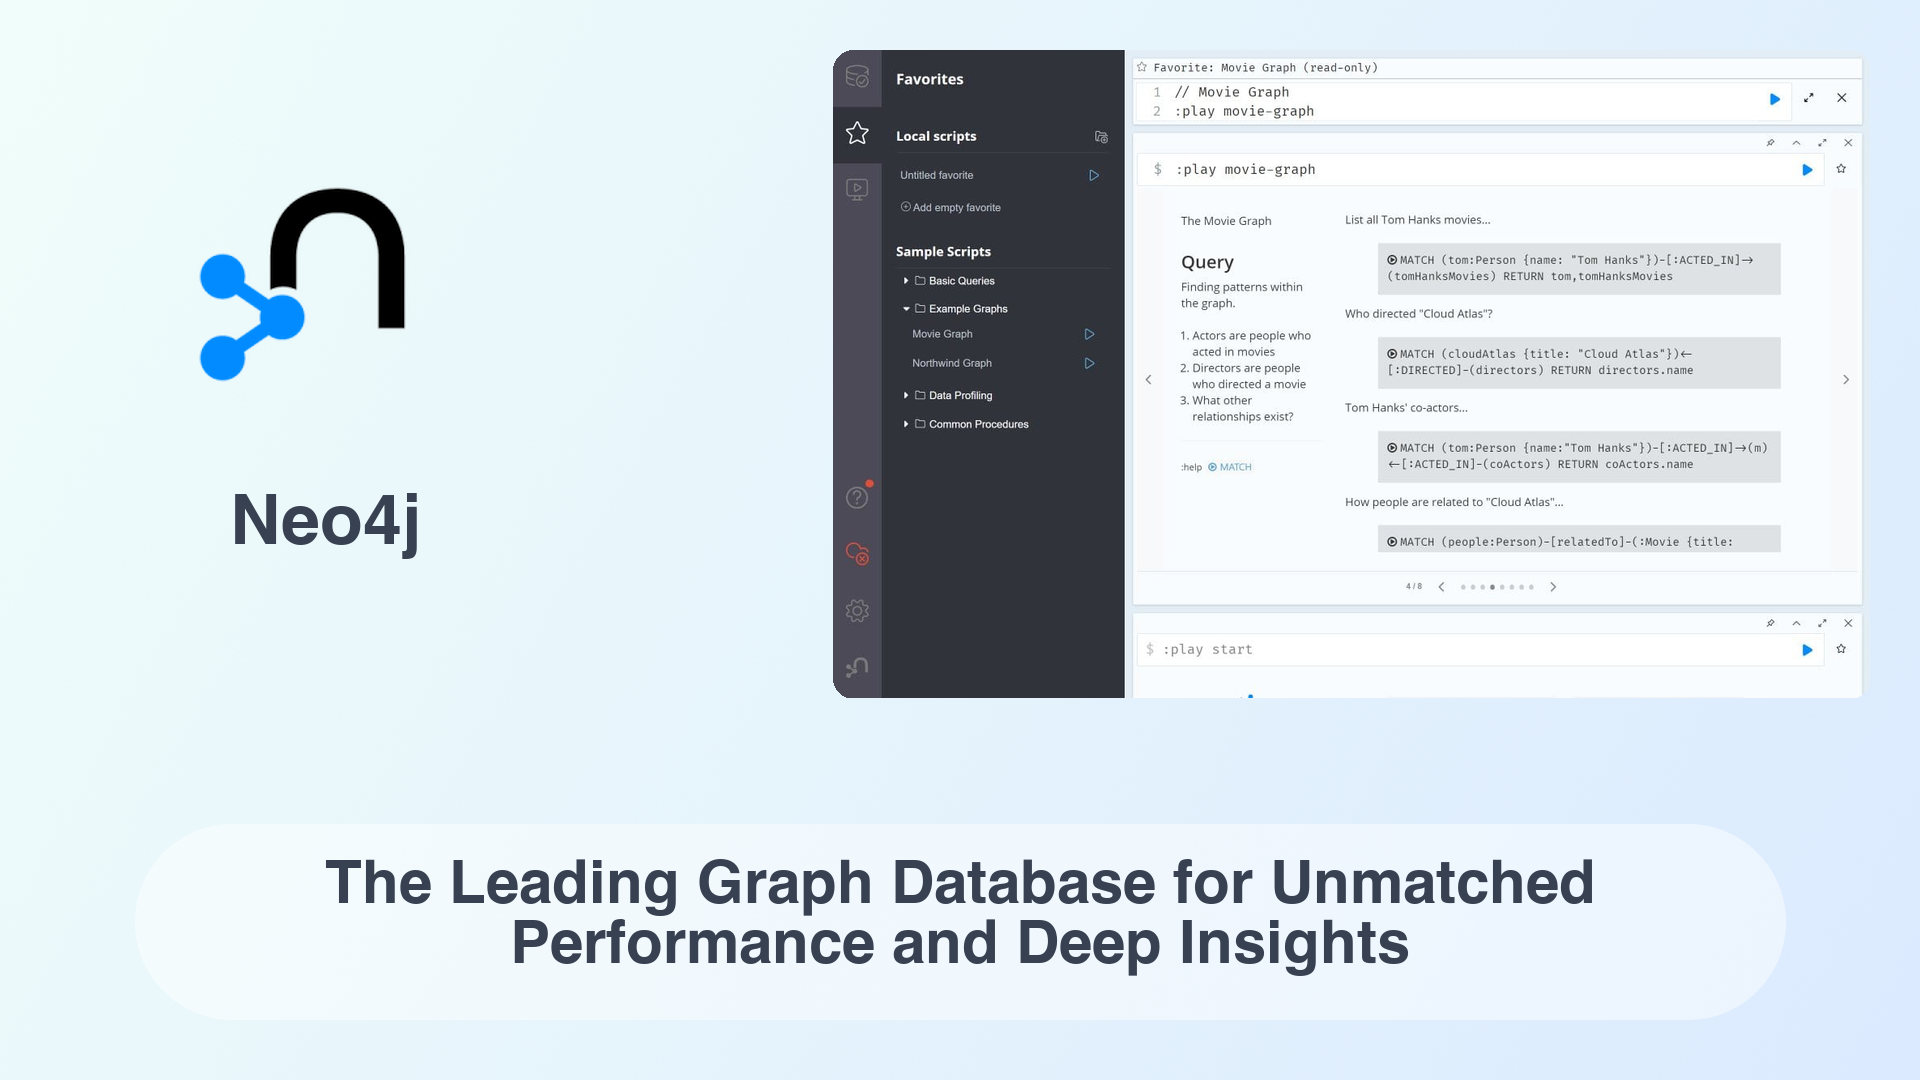 Neo4j
Favorites
Local scripts
Untitled favorite
Add empty favorite
Sample Scripts
Basic Queries
Example Graphs
Movie Graph
Northwind Graph
Data Profiling
Common Procedures
Favorite: Movie Graph (read-only)
1 // Movie Graph
2 :play movie-graph
$ :play movie-graph
The Movie Graph
Query
Finding patterns within
the graph.
1. Actors are people who
acted in movies
2. Directors are people
who directed a movie
3. What other
relationships exist?
:help MATCH
List all Tom Hanks movies...
MATCH (tom:Person {name: "Tom Hanks"})-[:ACTED_IN]->
(tomHanksMovies) RETURN tom,tomHanksMovies
Who directed "Cloud Atlas"?
MATCH (cloudAtlas {title: "Cloud Atlas"})<-
[:DIRECTED]-(directors) RETURN directors.name
Tom Hanks' co-actors...
MATCH (tom:Person {name:"Tom Hanks"})-[:ACTED_IN]->(m)
<-[:ACTED_IN]-(coActors) RETURN coActors.name
How people are related to "Cloud Atlas"...
MATCH (people:Person)-[relatedTo]-(:Movie {title:
4 / 8
$ :play start
The Leading Graph Database for Unmatched
Performance and Deep Insights